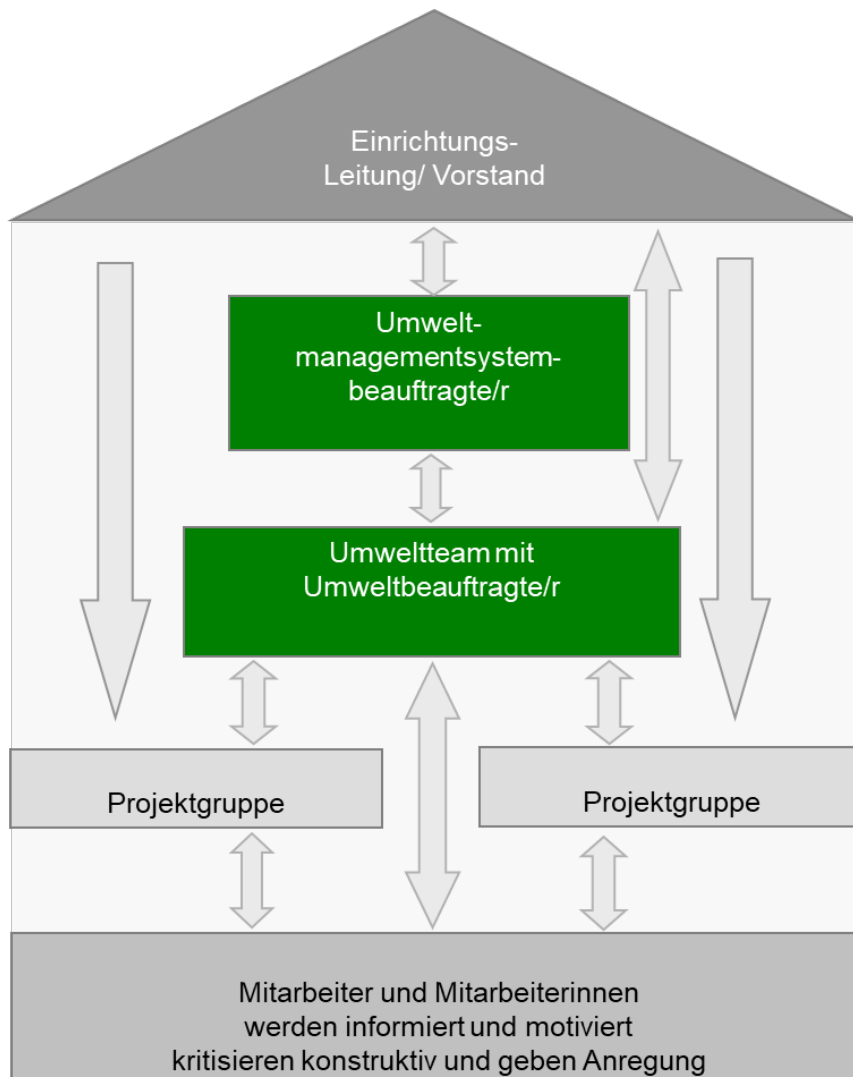 Einrichtungs-
Leitung/ Vorstand
Umwelt-
managementsystem-
beauftragte/r
Umweltteam mit
Umweltbeauftragte/r
Projektgruppe
Projektgruppe
Mitarbeiter und Mitarbeiterinnen
werden informiert und motiviert
kritisieren konstruktiv und geben Anregung